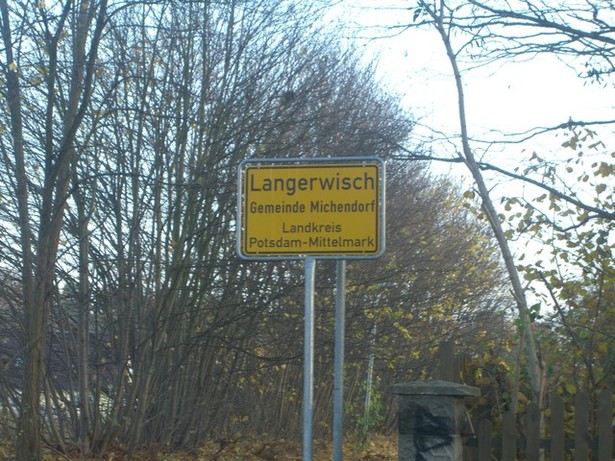 Langerwisch
Gemeinde Michendorf
Landkreis
Potsdam-Mittelmark